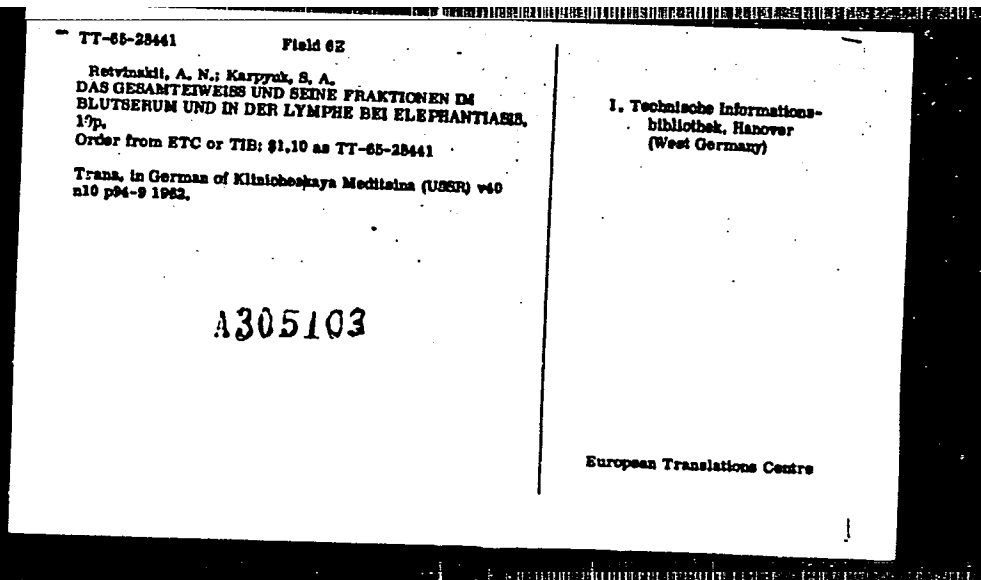 TT-65-28441
Field 6Z
Retvinskii, A. N.; Karpyuk, S. A.
DAS GESAMTEIWEISS UND SEINE FRAKTIONEN IM
BLUTSERUM UND IN DER LYMPHE BEI ELEPHANTIASIS.
Order from ETC or TIB: $1.10 as TT-65-28441
Trans. in German of Klinicheskaya Meditsina (USSR) v40
n10 p94-9 1962.
A305103
1. Technische Informations-
bibliothek, Hanover
(West Germany)
European Translations Centre